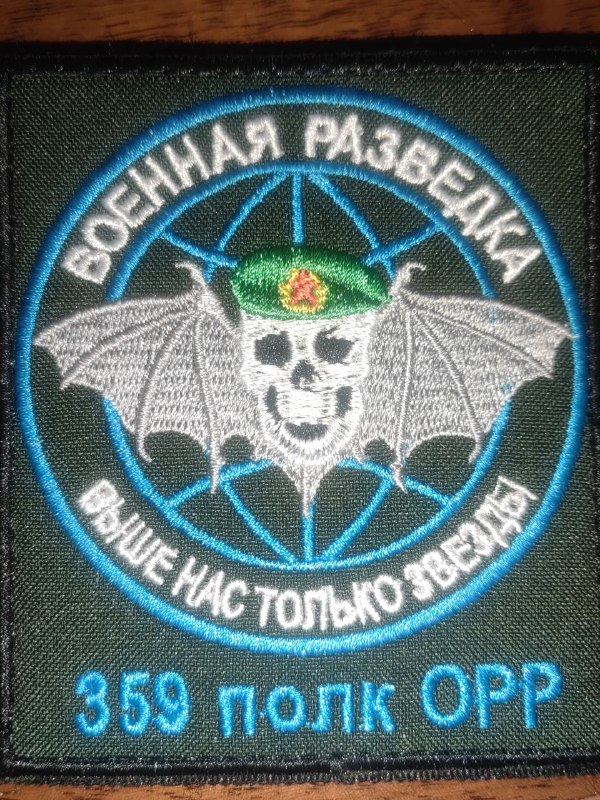 ВОЕННАЯ РАЗВЕДКА
ВЫШЕ НАС ТОЛЬКО ЗВЕЗДЫ
359 полк ОРР